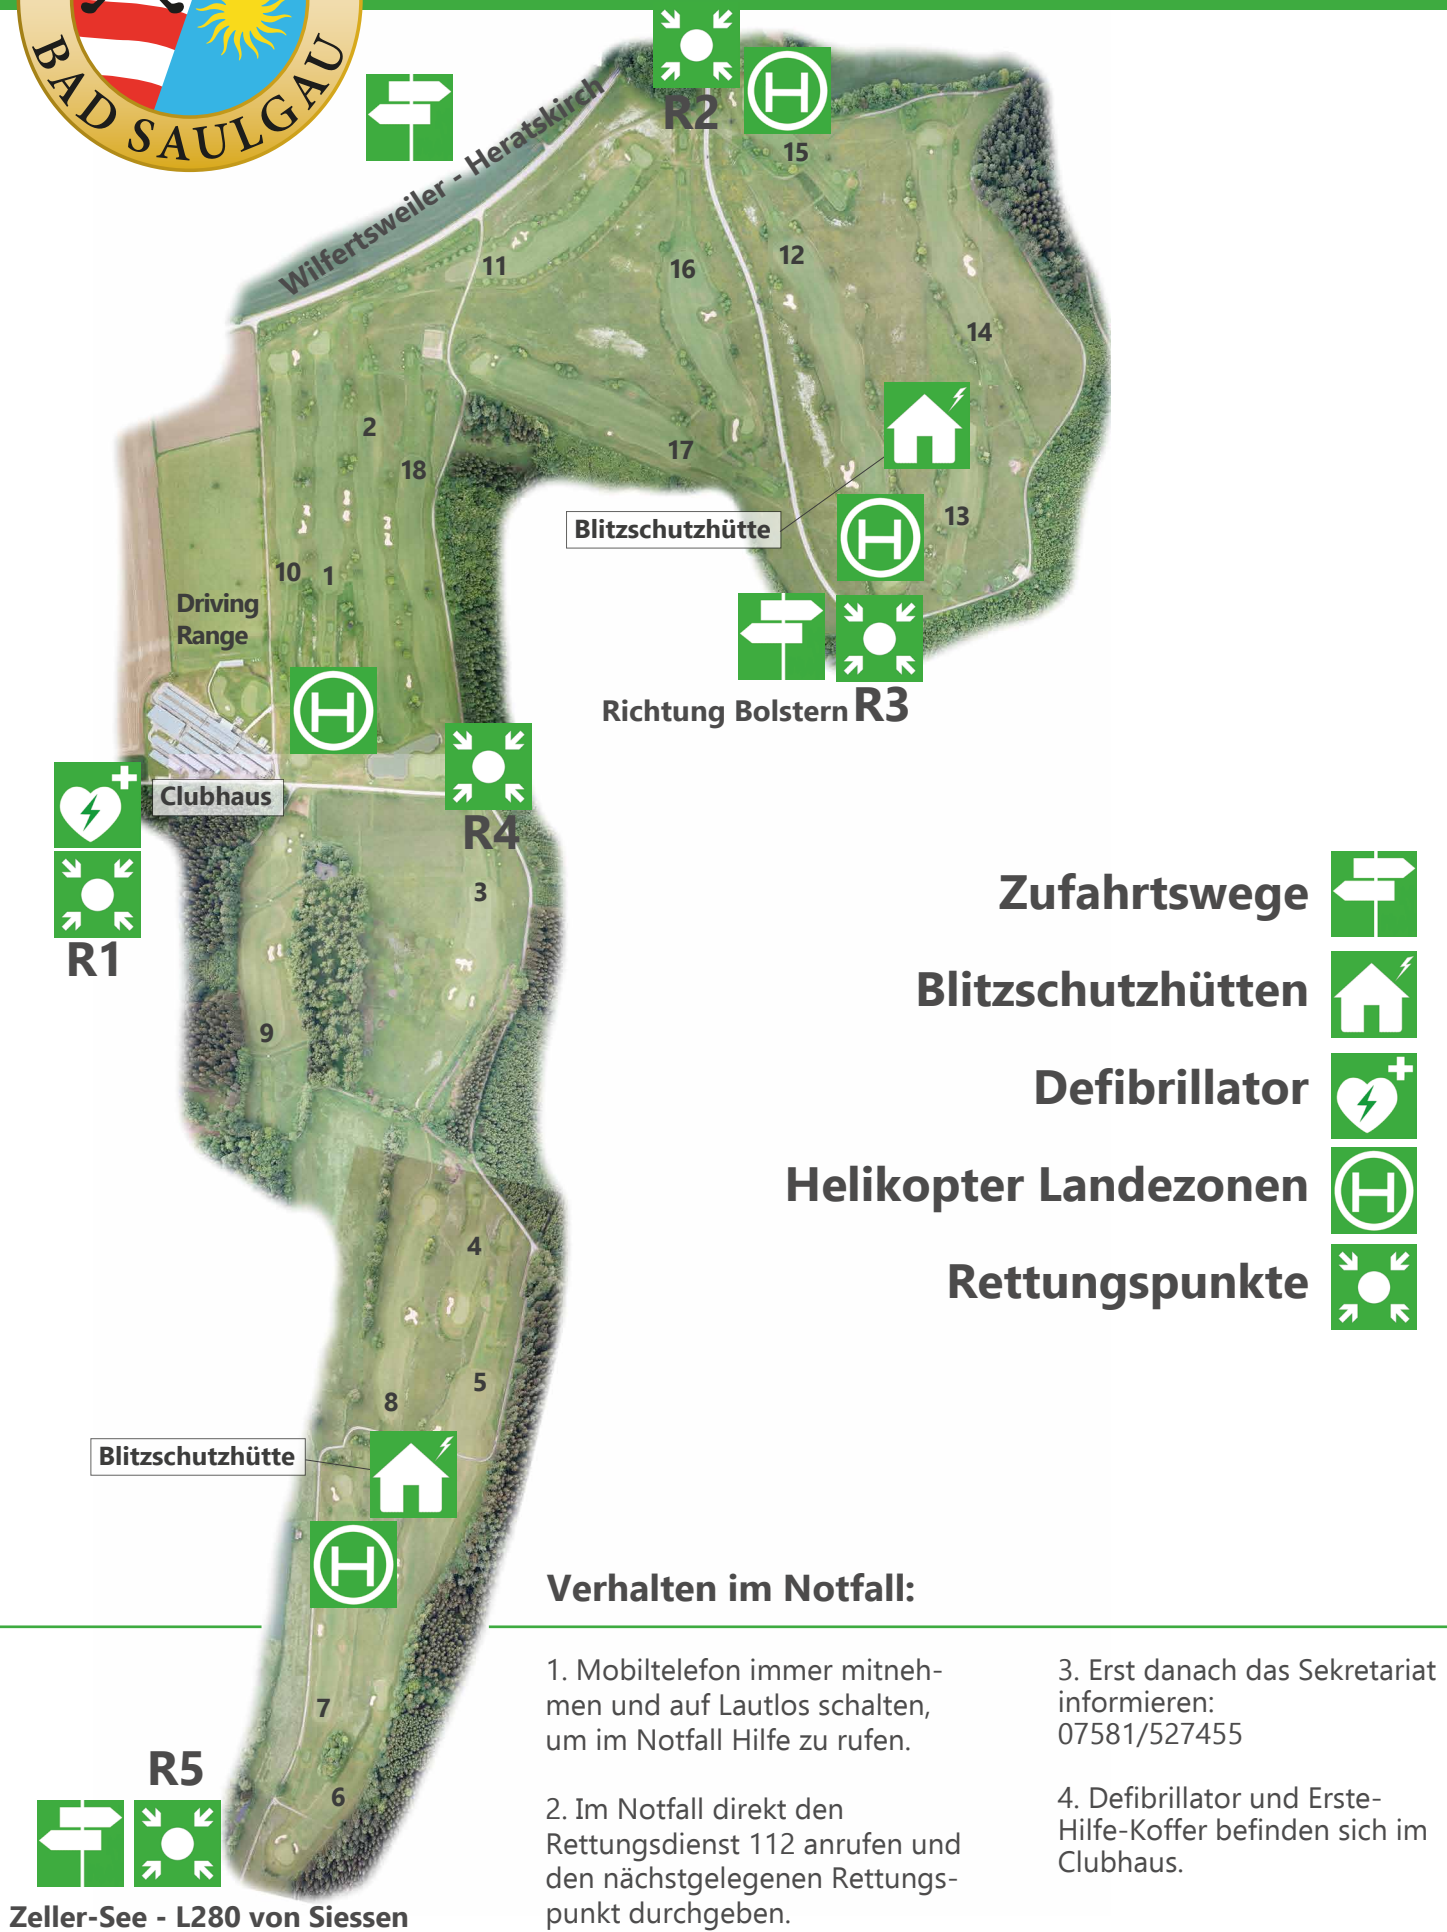 BAD SAULGAU
R2
Wilfertsweiler - Heratskirch
15
11
16
12
14
2
18
17
Blitzschutzhütte
13
10
1
Driving
Range
Richtung Bolstern
R3
Clubhaus
R4
R1
3
9
Zufahrtswege
Blitzschutzhütten
Defibrillator
Helikopter Landezonen
Rettungspunkte
4
5
8
Blitzschutzhütte
7
6
R5
Zeller-See - L280 von Siessen
Verhalten im Notfall:
1. Mobiltelefon immer mitneh-
men und auf Lautlos schalten,
um im Notfall Hilfe zu rufen.
2. Im Notfall direkt den
Rettungsdienst 112 anrufen und
den nächstgelegenen Rettungs-
punkt durchgeben.
3. Erst danach das Sekretariat
informieren:
07581/527455
4. Defibrillator und Erste-
Hilfe-Koffer befinden sich im
Clubhaus.